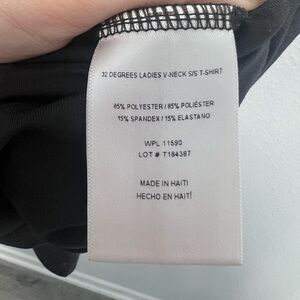 32 DEGREES LADIES V-NECK S/S T-SHIRT
85% POLYESTER / 85% POLIÉSTER
15% SPANDEX / 15% ELASTANO
WPL 11590
LOT # T184387
MADE IN HAITI
HECHO EN HAITÍ